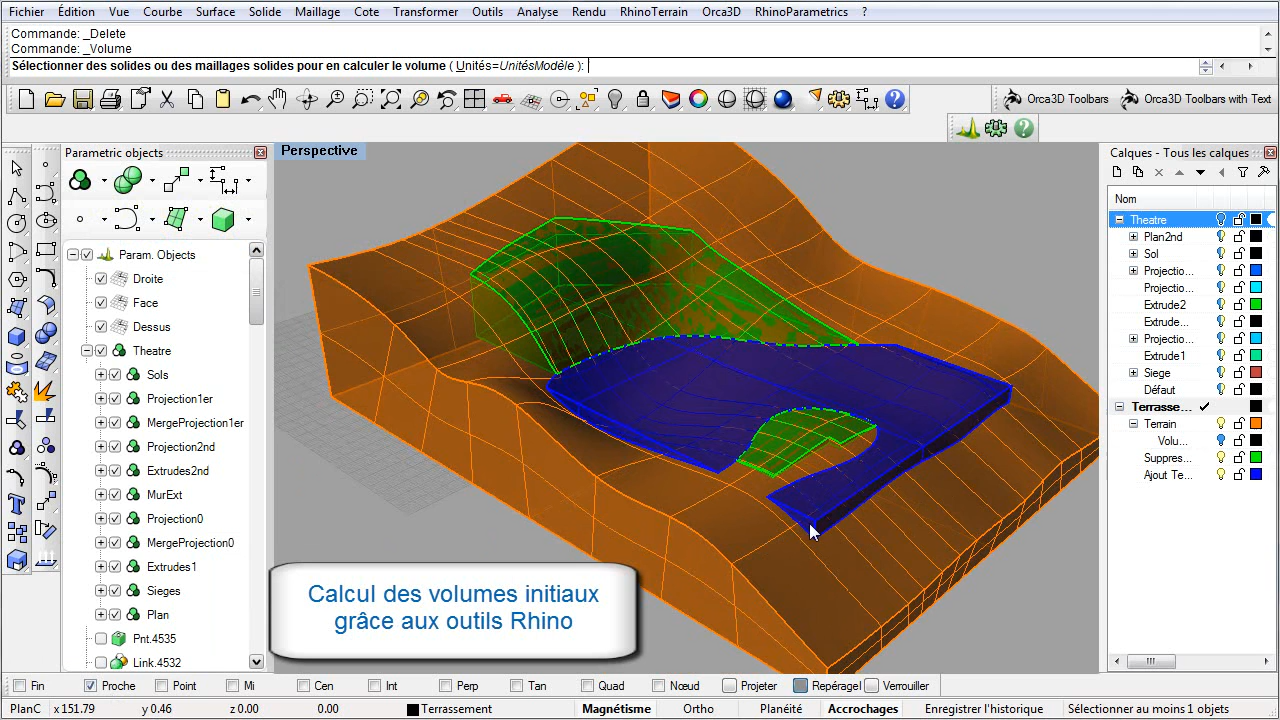 Fichier Édition Vue Courbe Surface Solide Maillage Cote Transformer Outils Analyse Rendu RhinoTerrain Orca3D RhinoParametrics ?
Commande: _Delete
Commande: _Volume
Sélectionner des solides ou des maillages solides pour en calculer le volume ( Unités=UnitésModèle ):
Orca3D Toolbars Orca3D Toolbars with Text
Parametric objects
Perspective
Calques - Tous les calques
Nom
Param. Objects
Droite
Face
Dessus
Theatre
Sols
Projection1er
MergeProjection1er
Projection2nd
Extrudes2nd
MurExt
Projection0
MergeProjection0
Extrudes1
Sieges
Plan
Pnt.4535
Link.4532
Theatre
Plan2nd
Sol
Projectio...
Projectio...
Extrude2
Extrude...
Projectio...
Extrude1
Siege
Défaut
Terrasse...
Terrain
Volu...
Suppres...
Ajout Te...
Calcul des volumes initiaux
grâce aux outils Rhino
Fin Proche Point Mi Cen Int Perp Tan Quad Nœud Projeter Repérage Verrouiller
PlanC x 151.79 y 0.46 z 0.00 0.00 Terrassement Magnétisme Ortho Planéité Accrochages Enregistrer l'historique Sélectionner au moins 1 objets